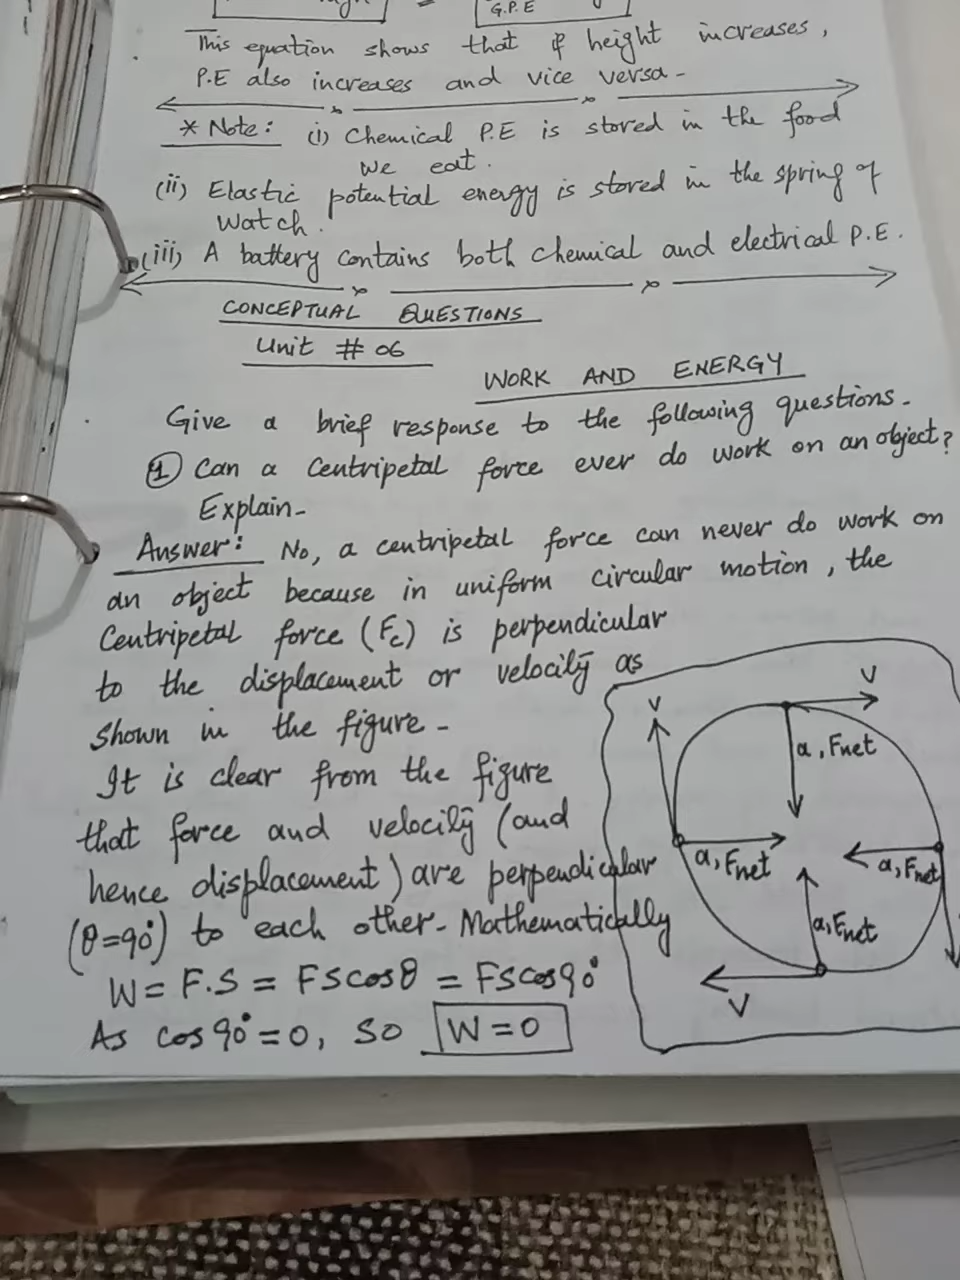 G.P.E
This equation shows that if height increases,
P.E also increases and vice versa-
* Note: (i) Chemical P.E is stored in the food
we eat.
(ii) Elastic potential energy is stored in the spring of
watch.
(iii) A battery contains both chemical and electrical P.E.
CONCEPTUAL QUESTIONS
Unit # 06
WORK AND ENERGY
Give a brief response to the following questions.
① Can a Centripetal force ever do work on an object?
Explain-
Answer: No, a centripetal force can never do work on
an object because in uniform circular motion, the
Centripetal force (Fc) is perpendicular
to the displacement or velocity as
shown in the figure-
It is clear from the figure
that force and velocity (and
hence displacement) are perpendicular
(θ=90°) to each other- Mathematically
W = F.S = FScosθ = FScos90°
As cos90°=0, so W=0
V
V
a, Fnet
a, Fnet
a, Fnet
a, Fnet
V